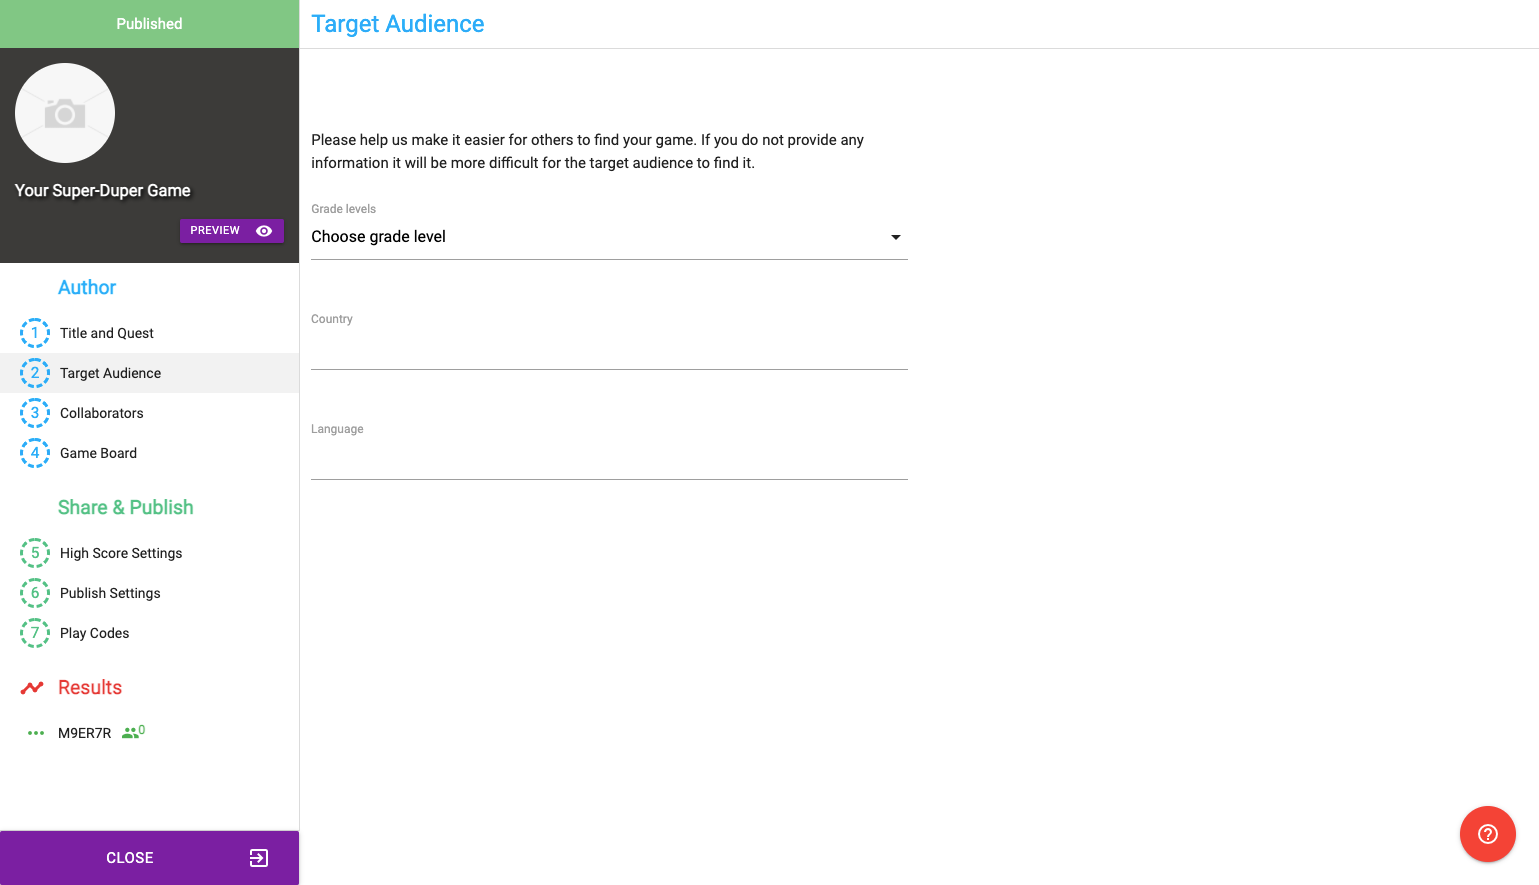 Published
Your Super-Duper Game
PREVIEW
Author
1 Title and Quest
2 Target Audience
3 Collaborators
4 Game Board
Share & Publish
5 High Score Settings
6 Publish Settings
7 Play Codes
Results
M9ER7R 0
CLOSE
Target Audience
Please help us make it easier for others to find your game. If you do not provide any
information it will be more difficult for the target audience to find it.
Grade levels
Choose grade level
Country
Language